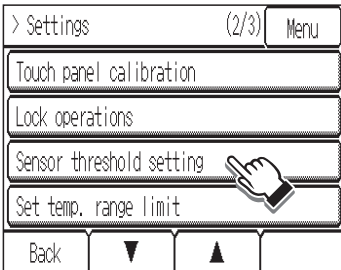 > Settings (2/3) Menu
Touch panel calibration
Lock operations
Sensor threshold setting
Set temp. range limit
Back ▼ ▲